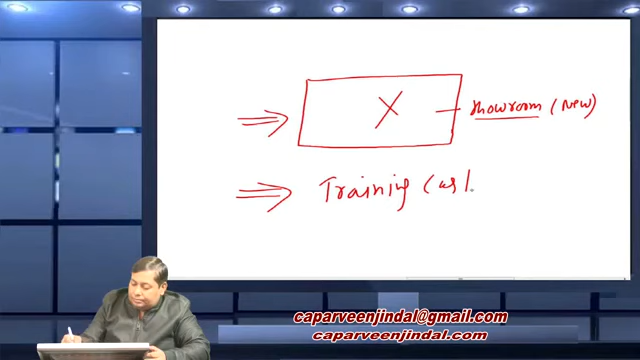 X
showroom (New)
Training Cost
caparveenjindal@gmail.com
caparveenjindal.com